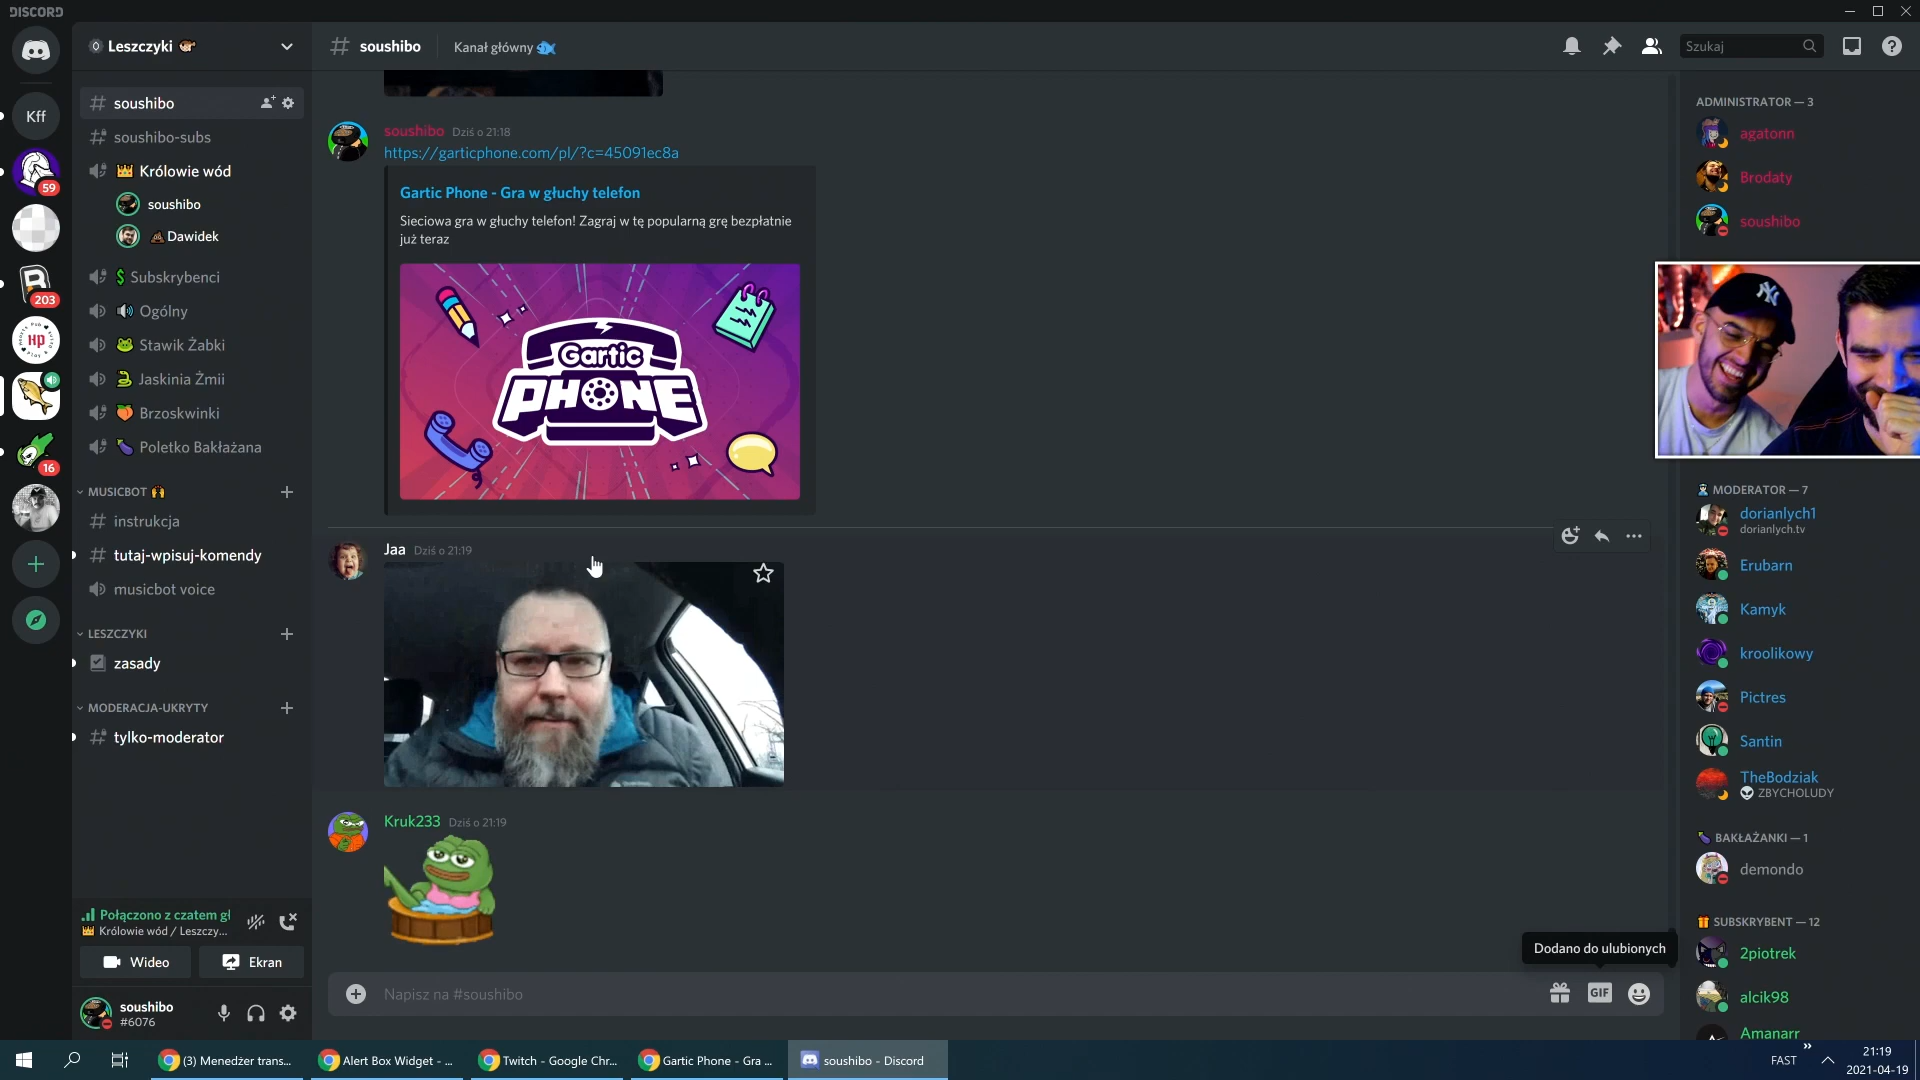 DISCORD
Leszczyki
soushibo
Kanał główny
Szukaj
Kff
59
203
HP
16
soushibo
soushibo-subs
Królowie wód
soushibo
Dawidek
$ Subskrybenci
Ogólny
Stawik Żabki
Jaskinia Żmii
Brzoskwinki
Poletko Bakłażana
MUSICBOT
instrukcja
tutaj-wpisuj-komendy
musicbot voice
LESZCZYKI
zasady
MODERACJA-UKRYTY
tylko-moderator
Połączono z czatem gł
Królowie wód / Leszczy...
Wideo
Ekran
soushibo
#6076
soushibo Dziś o 21:18
https://garticphone.com/pl/?c=45091ec8a
Gartic Phone - Gra w głuchy telefon
Sieciowa gra w głuchy telefon! Zagraj w tę popularną grę bezpłatnie
już teraz
Gartic
PHONE
Jaa Dziś o 21:19
Kruk233 Dziś o 21:19
Dodano do ulubionych
Napisz na #soushibo
GIF
ADMINISTRATOR — 3
agatonn
Brodaty
soushibo
NY
MODERATOR — 7
dorianlych1
dorianlych.tv
Erubarn
Kamyk
kroolikowy
Pictres
Santin
TheBodziak
ZBYCHOLUDY
BAKŁAŻANKI — 1
demondo
SUBSKRYBENT — 12
2piotrek
alcik98
Amanarr
(3) Menedżer trans...
Alert Box Widget - ...
Twitch - Google Chr...
Gartic Phone - Gra ...
soushibo - Discord
FAST
21:19
2021-04-19